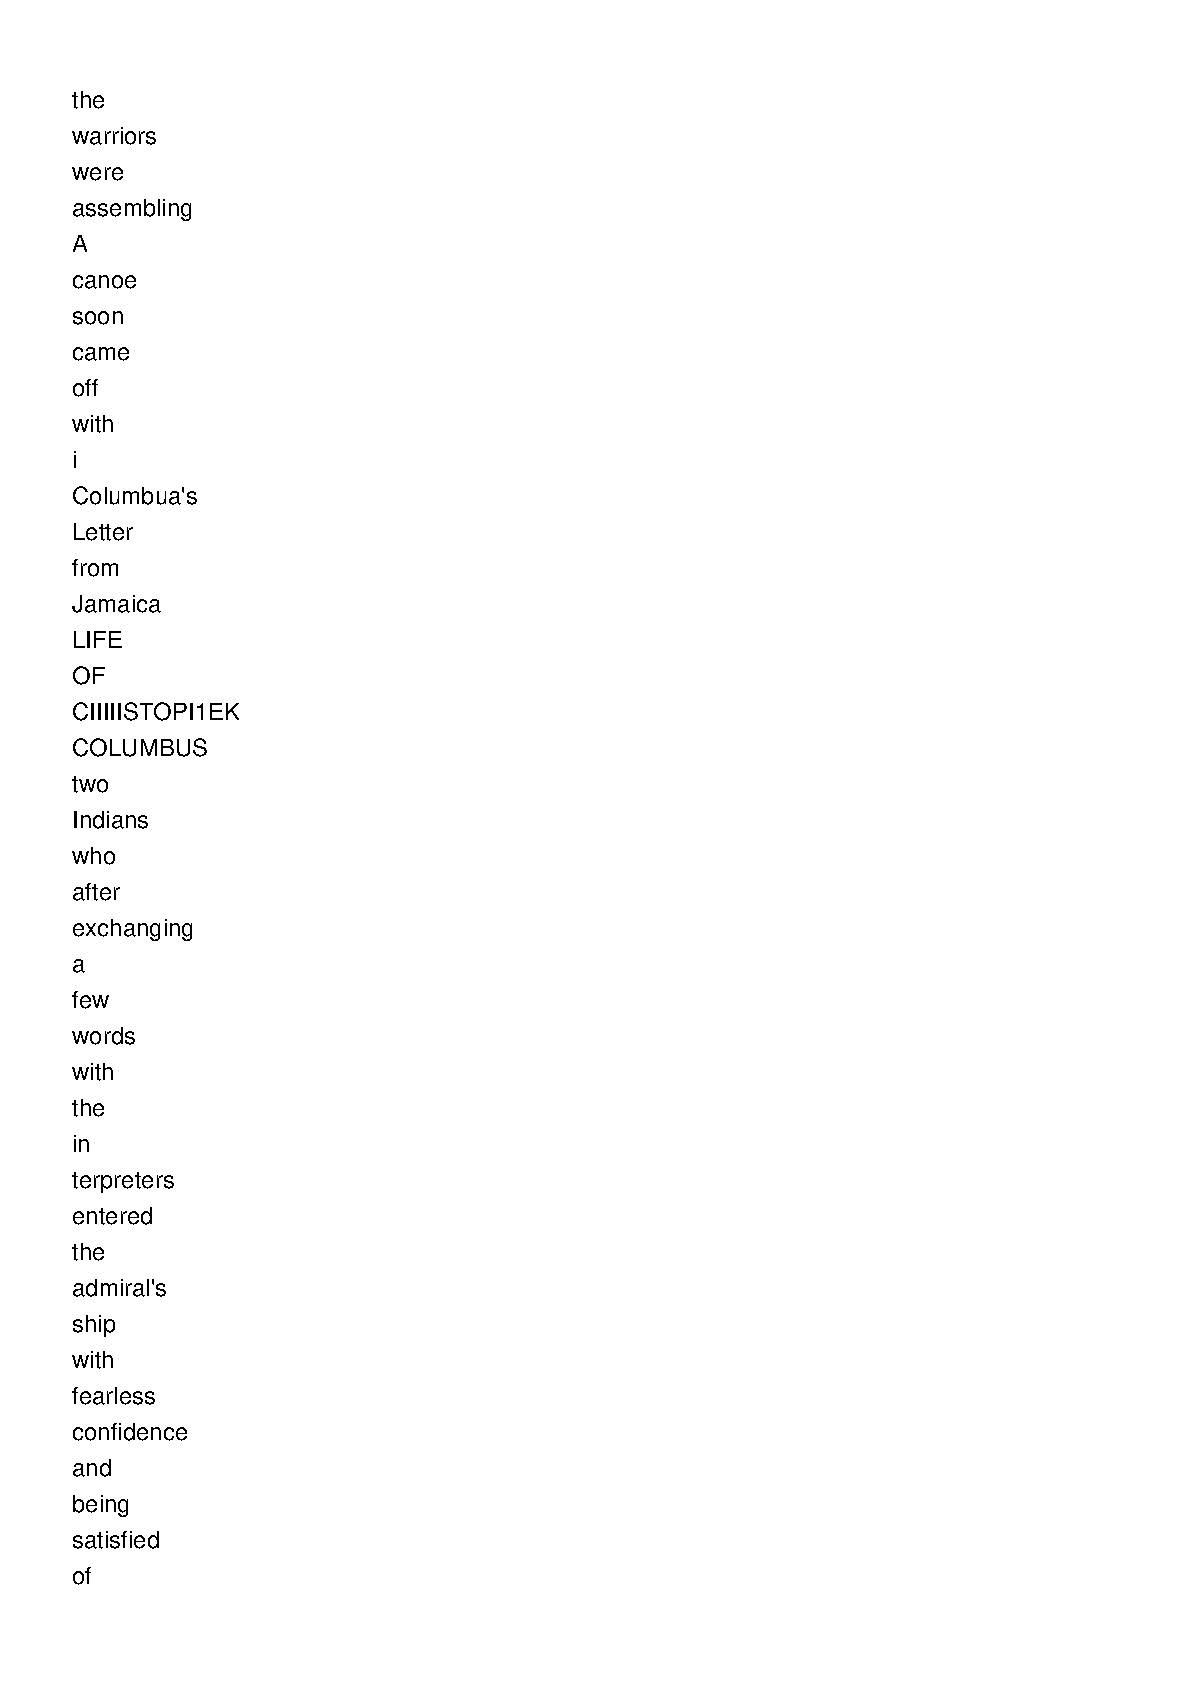 the
warriors
were
assembling
A
canoe
soon
came
off
with
i
Columbua's
Letter
from
Jamaica
LIFE
OF
CIIIIISTOPI1EK
COLUMBUS
two
Indians
who
after
exchanging
a
few
words
with
the
in
terpreters
entered
the
admiral's
ship
with
fearless
confidence
and
being
satisfied
of